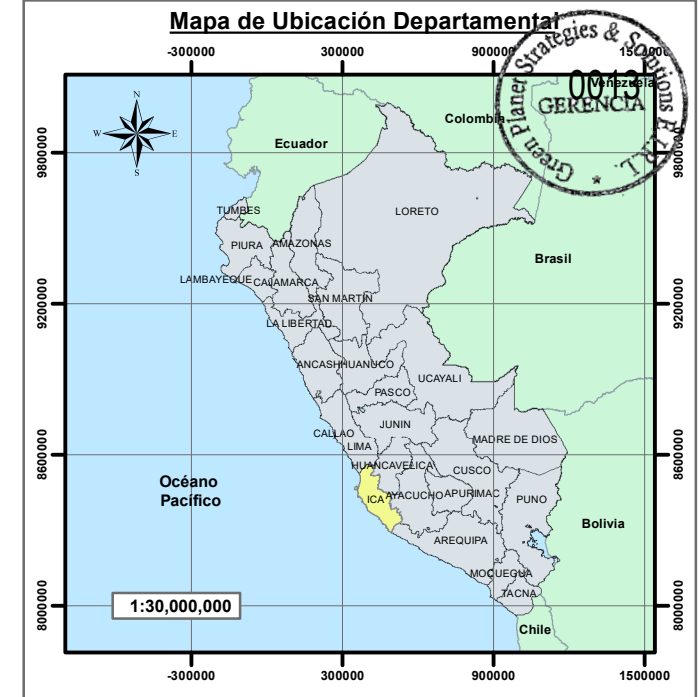 Mapa de Ubicación Departamental
-300000 300000 900000 1500000
Green Planet Strategies & Solutions E.I.R.L.
0013
GERENCIA
Venezuela
N
W E
S
Colombia
Ecuador
9800000 9800000
TUMBES
LORETO
PIURA AMAZONAS
Brasil
LAMBAYEQUE CAJAMARCA
SAN MARTIN
9200000 9200000
LA LIBERTAD
ANCASH HUANUCO
UCAYALI
PASCO
JUNIN
CALLAO
MADRE DE DIOS
LIMA
8600000 8600000
HUANCAVELICA
CUSCO
Océano
Pacífico
ICA AYACUCHO APURIMAC PUNO
Bolivia
AREQUIPA
MOQUEGUA
TACNA
1:30,000,000
8000000 8000000
Chile
-300000 300000 900000 1500000